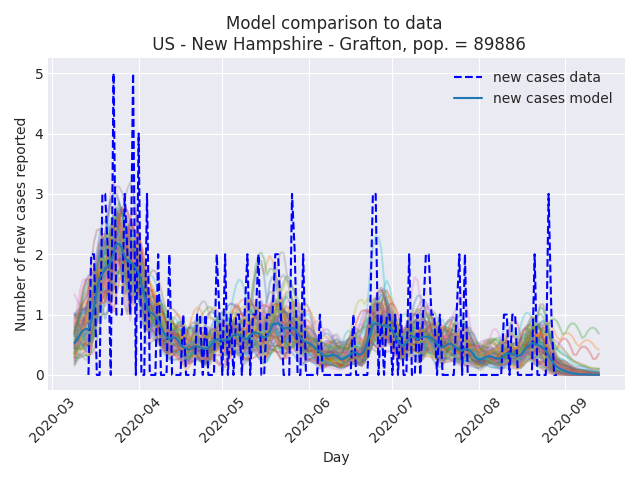 Model comparison to data
US - New Hampshire - Grafton, pop. = 89886
new cases data
new cases model
Number of new cases reported
5
4
3
2
1
0
2020-03
2020-04
2020-05
2020-06
2020-07
2020-08
2020-09
Day